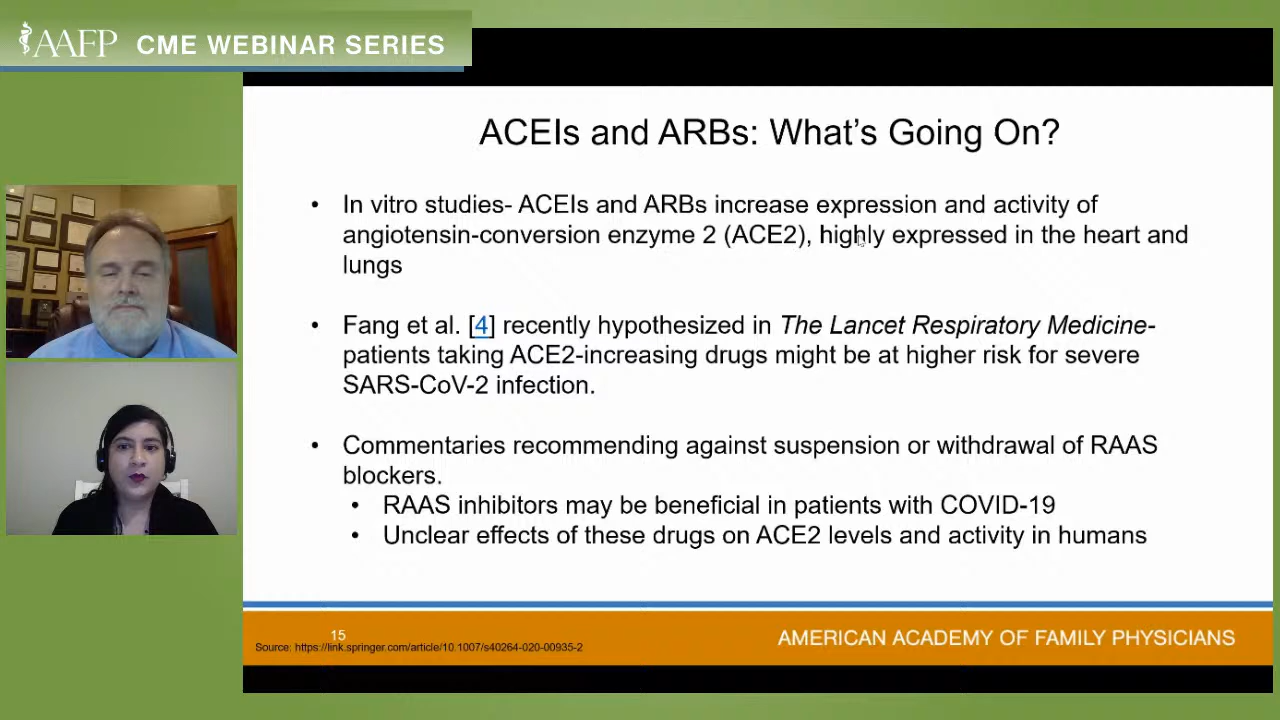 AAFP CME WEBINAR SERIES
ACEIs and ARBs: What's Going On?
• In vitro studies- ACEIs and ARBs increase expression and activity of
angiotensin-conversion enzyme 2 (ACE2), highly expressed in the heart and
lungs
• Fang et al. [4] recently hypothesized in The Lancet Respiratory Medicine-
patients taking ACE2-increasing drugs might be at higher risk for severe
SARS-CoV-2 infection.
• Commentaries recommending against suspension or withdrawal of RAAS
blockers.
• RAAS inhibitors may be beneficial in patients with COVID-19
• Unclear effects of these drugs on ACE2 levels and activity in humans
15
Source: https://link.springer.com/article/10.1007/s40264-020-00935-2
AMERICAN ACADEMY OF FAMILY PHYSICIANS